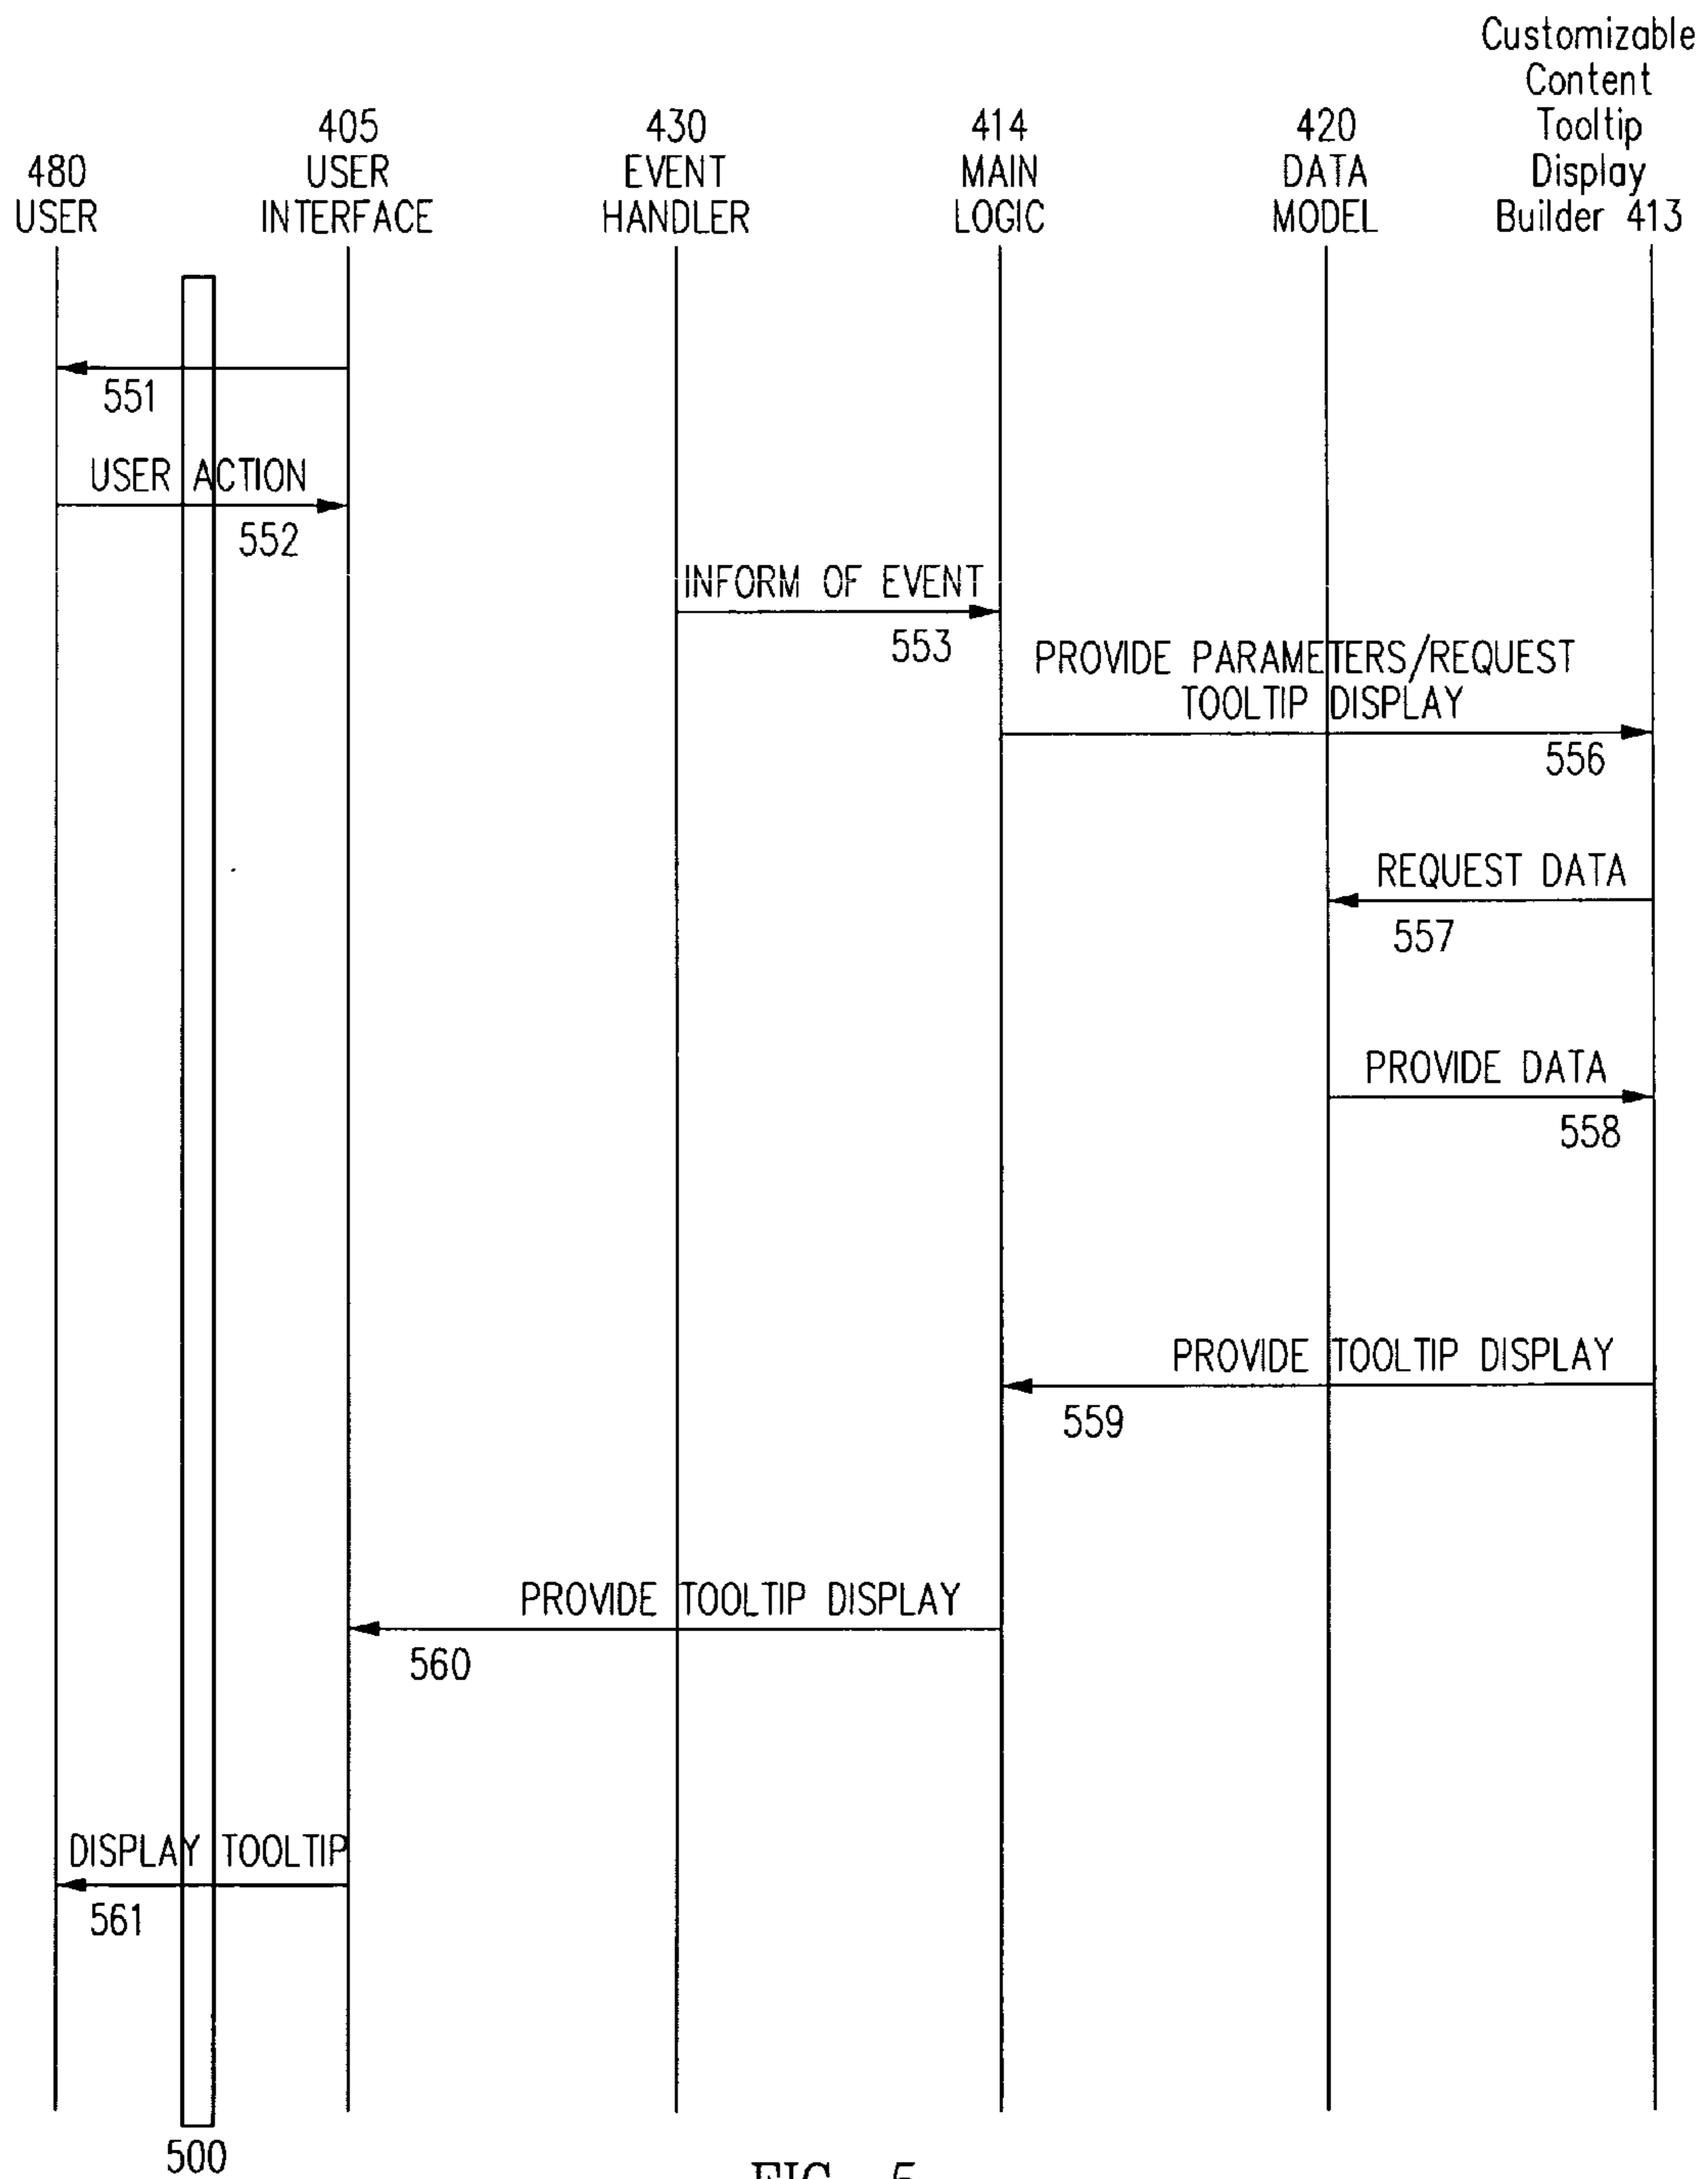 480
USER
405
USER
INTERFACE
430
EVENT
HANDLER
414
MAIN
LOGIC
420
DATA
MODEL
Customizable
Content
Tooltip
Display
Builder 413
551
USER ACTION
552
INFORM OF EVENT
553
PROVIDE PARAMETERS/REQUEST
TOOLTIP DISPLAY
556
REQUEST DATA
557
PROVIDE DATA
558
PROVIDE TOOLTIP DISPLAY
559
PROVIDE TOOLTIP DISPLAY
560
DISPLAY TOOLTIP
561
500
FIG. 5